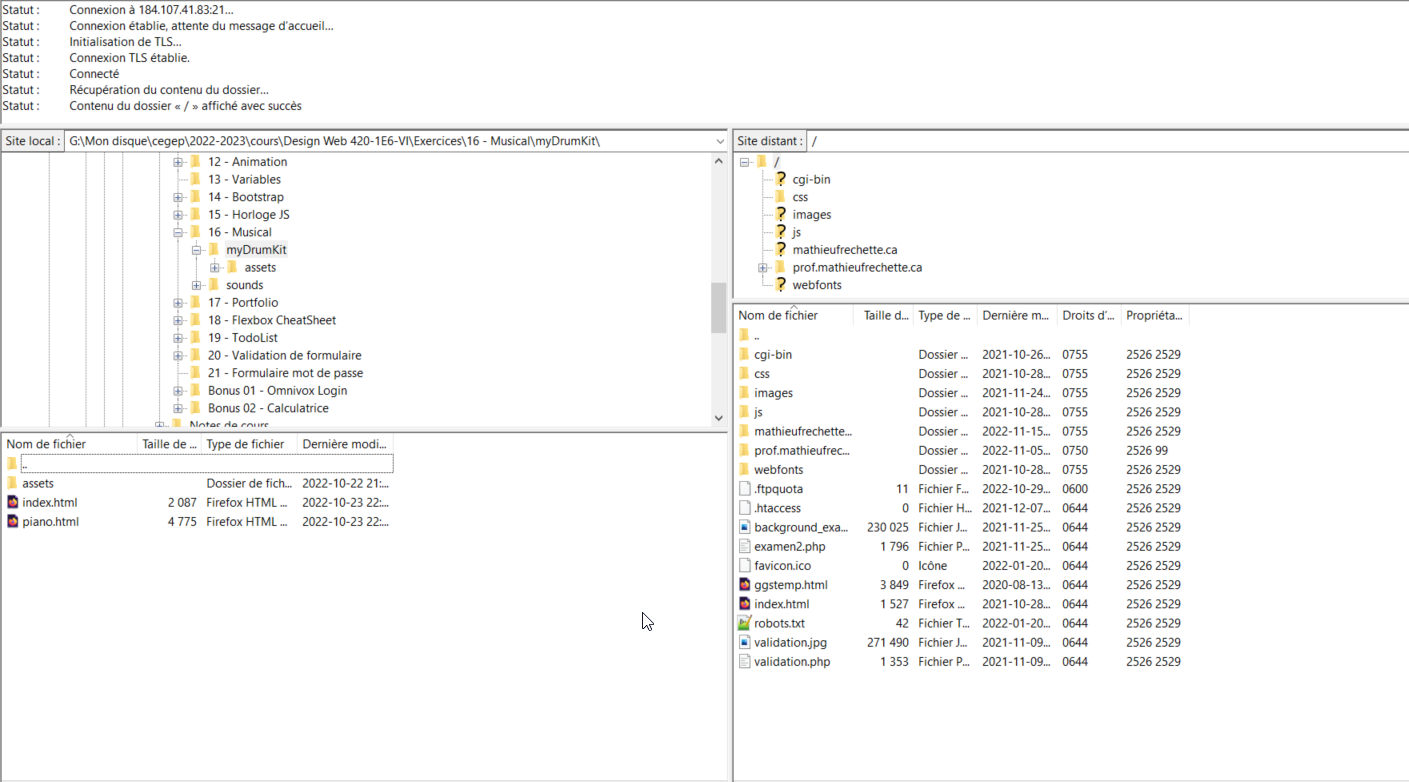 Statut : Connexion à 184.107.41.83:21...
Statut : Connexion établie, attente du message d'accueil...
Statut : Initialisation de TLS...
Statut : Connexion TLS établie.
Statut : Connecté
Statut : Récupération du contenu du dossier...
Statut : Contenu du dossier « / » affiché avec succès
Site local : G:\Mon disque\cegep\2022-2023\cours\Design Web 420-1E6-VI\Exercices\16 - Musical\myDrumKit\
12 - Animation
13 - Variables
14 - Bootstrap
15 - Horloge JS
16 - Musical
myDrumKit
assets
sounds
17 - Portfolio
18 - Flexbox CheatSheet
19 - TodoList
20 - Validation de formulaire
21 - Formulaire mot de passe
Bonus 01 - Omnivox Login
Bonus 02 - Calculatrice
Notes de cours
Nom de fichier Taille de ... Type de fichier Dernière modi...
..
assets Dossier de fich... 2022-10-22 21:...
index.html 2 087 Firefox HTML ... 2022-10-23 22:...
piano.html 4 775 Firefox HTML ... 2022-10-23 22:...
Site distant : /
/
? cgi-bin
css
? images
? js
? mathieufrechette.ca
prof.mathieufrechette.ca
? webfonts
Nom de fichier Taille d... Type de ... Dernière m... Droits d'... Propriéta...
..
cgi-bin Dossier ... 2021-10-26... 0755 2526 2529
css Dossier ... 2021-10-28... 0755 2526 2529
images Dossier ... 2021-11-24... 0755 2526 2529
js Dossier ... 2021-10-28... 0755 2526 2529
mathieufrechette... Dossier ... 2022-11-15... 0755 2526 2529
prof.mathieufrec... Dossier ... 2022-11-05... 0750 2526 99
webfonts Dossier ... 2021-10-28... 0755 2526 2529
.ftpquota 11 Fichier F... 2022-10-29... 0600 2526 2529
.htaccess 0 Fichier H... 2021-12-07... 0644 2526 2529
background_exa... 230 025 Fichier J... 2021-11-25... 0644 2526 2529
examen2.php 1 796 Fichier P... 2021-11-25... 0644 2526 2529
favicon.ico 0 Icône 2022-01-20... 0644 2526 2529
ggstemp.html 3 849 Firefox ... 2020-08-13... 0644 2526 2529
index.html 1 527 Firefox ... 2021-10-28... 0644 2526 2529
robots.txt 42 Fichier T... 2022-01-20... 0644 2526 2529
validation.jpg 271 490 Fichier J... 2021-11-09... 0644 2526 2529
validation.php 1 353 Fichier P... 2021-11-09... 0644 2526 2529